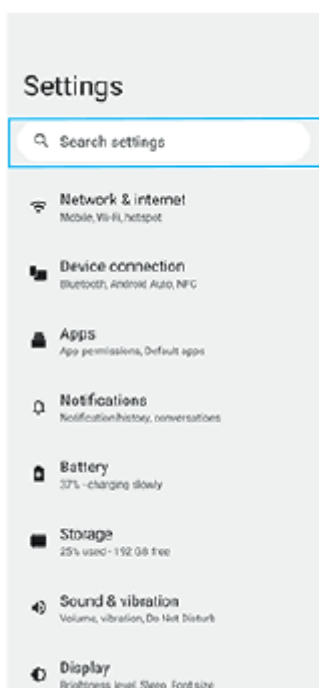 Settings
Search settings
Network & internet
Mobile, Wi-Fi, hotspot
Device connection
Bluetooth, Android Auto, NFC
Apps
App permissions, Default apps
Notifications
Notification history, conversations
Battery
37% - charging slowly
Storage
25% used - 192 GB free
Sound & vibration
Volume, vibration, Do Not Disturb
Display
Brightness level, Sleep, Font size